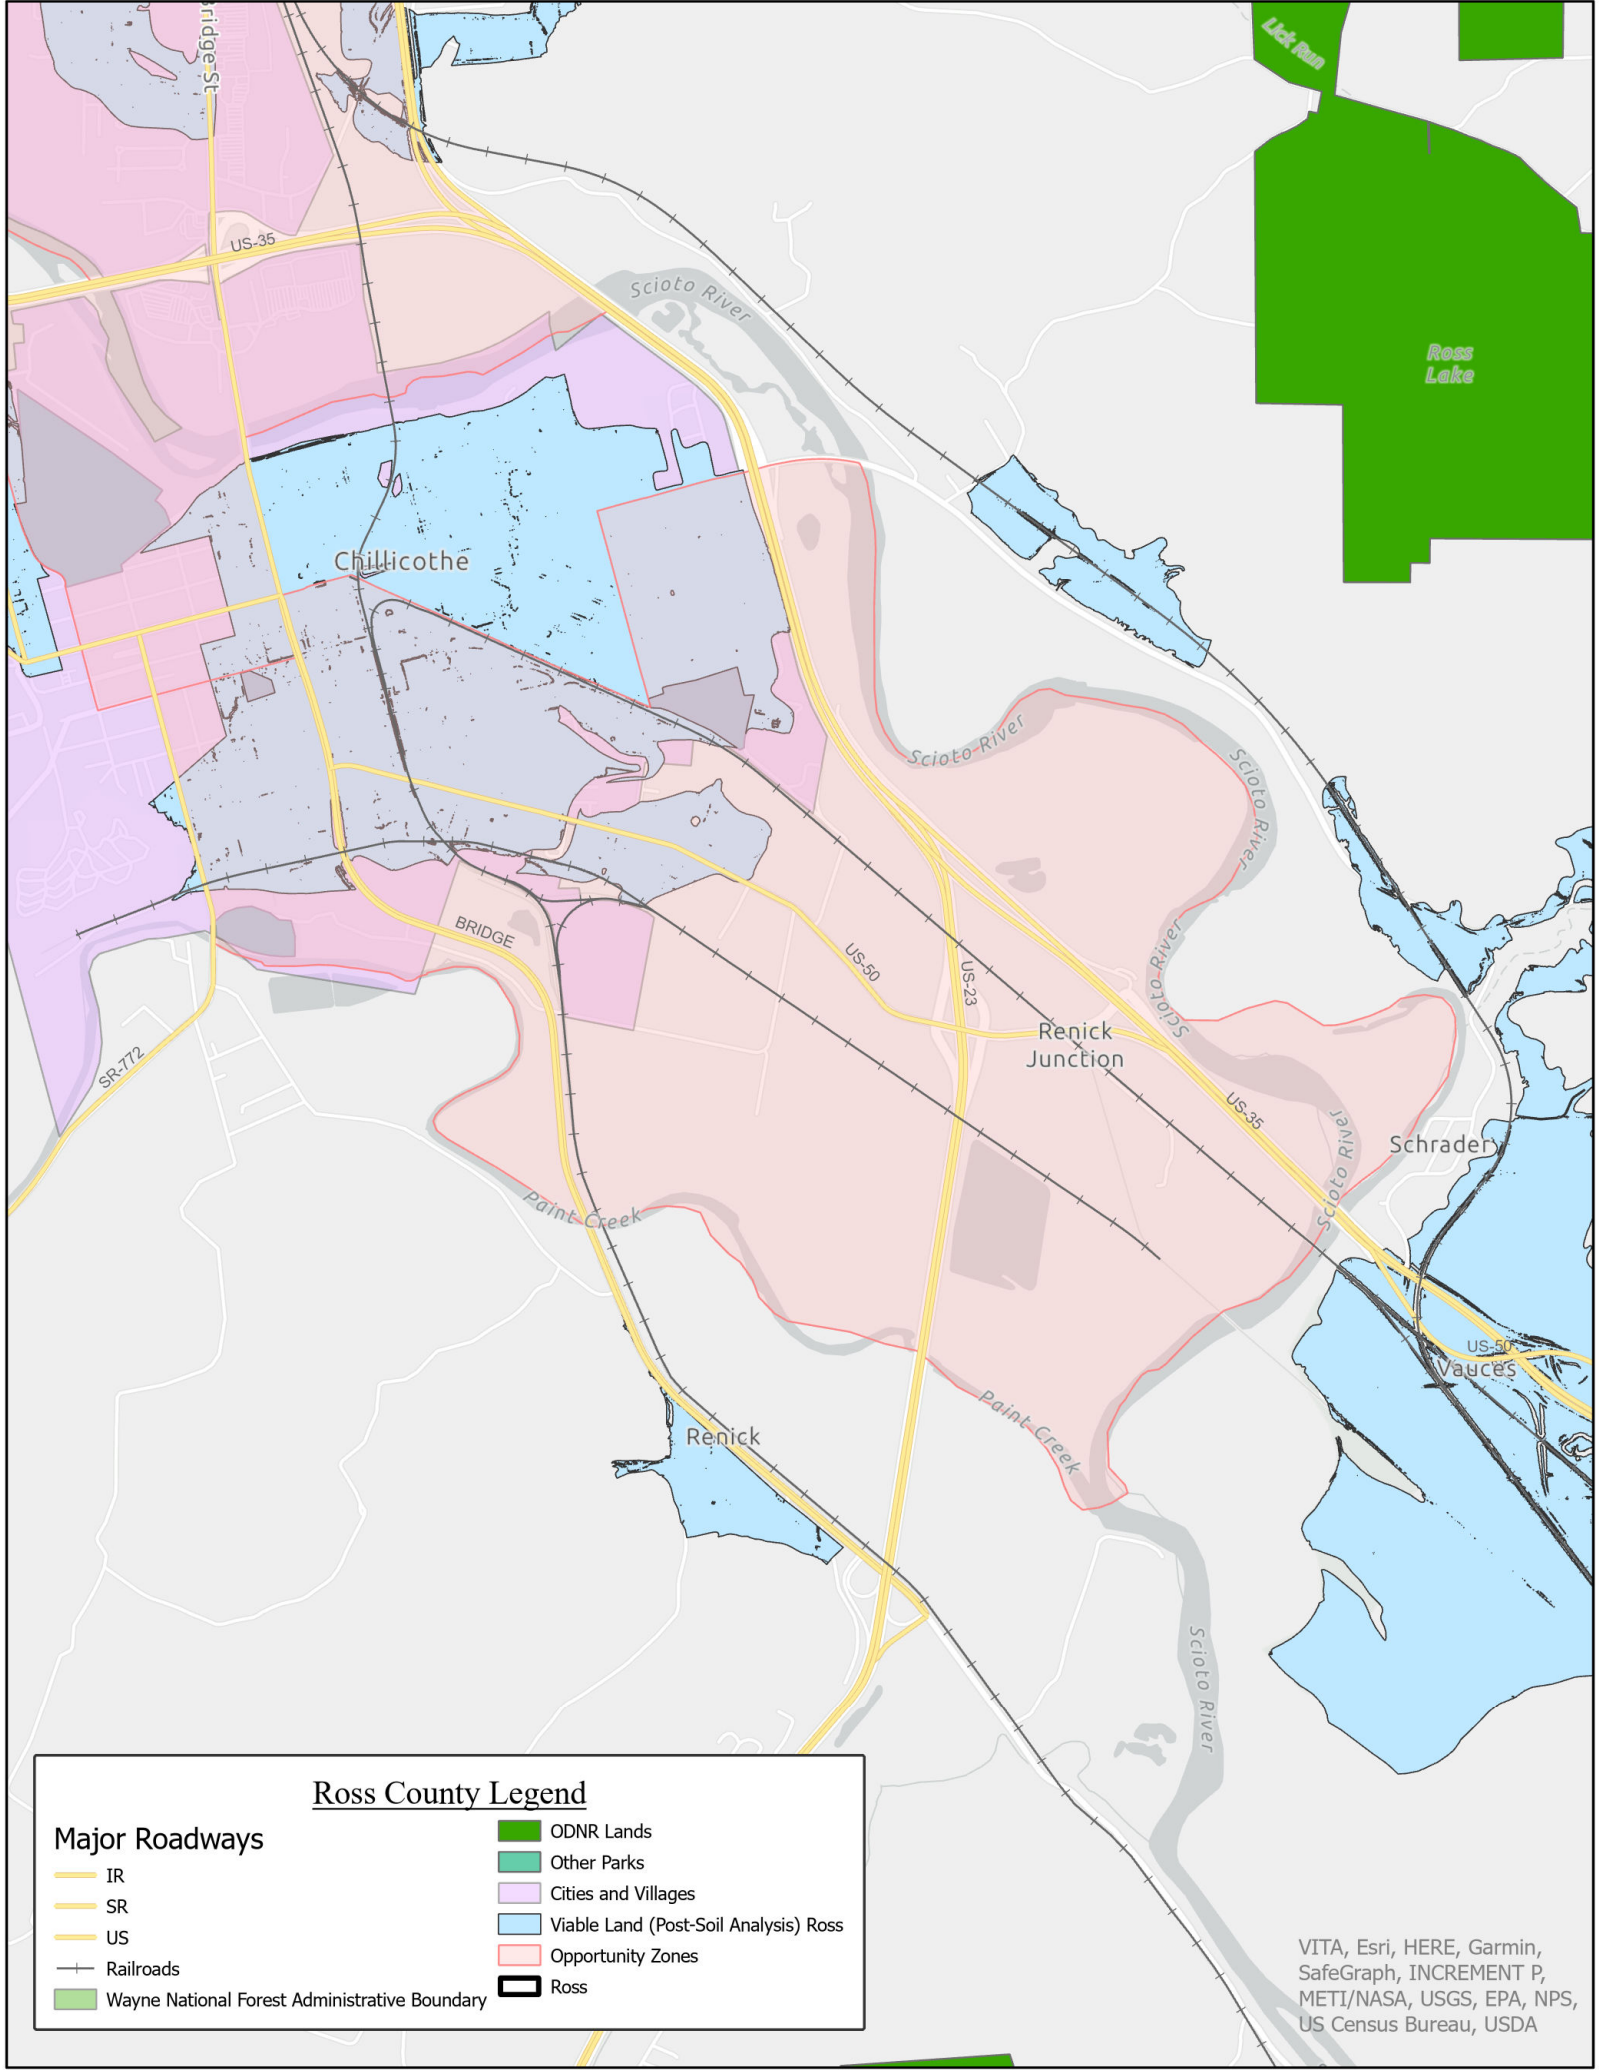 Bridge St
Lick Run
US-35
Scioto River
Ross
Lake
Chillicothe
Scioto River
Scioto River
BRIDGE
US-50
US-23
Scioto River
Renick
Junction
SR-772
US-35
Schrader
Scioto River
Paint Creek
US-50
Vauces
Paint Creek
Renick
Scioto River
Ross County Legend
Major Roadways
IR
SR
US
Railroads
Wayne National Forest Administrative Boundary
ODNR Lands
Other Parks
Cities and Villages
Viable Land (Post-Soil Analysis) Ross
Opportunity Zones
Ross
VITA, Esri, HERE, Garmin,
SafeGraph, INCREMENT P,
METI/NASA, USGS, EPA, NPS,
US Census Bureau, USDA